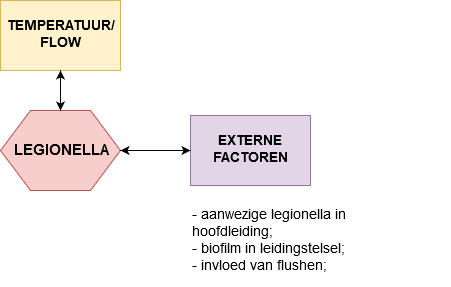 TEMPERATUUR/
FLOW
LEGIONELLA
EXTERNE
FACTOREN
- aanwezige legionella in
hoofdleiding;
- biofilm in leidingstelsel;
- invloed van flushen;